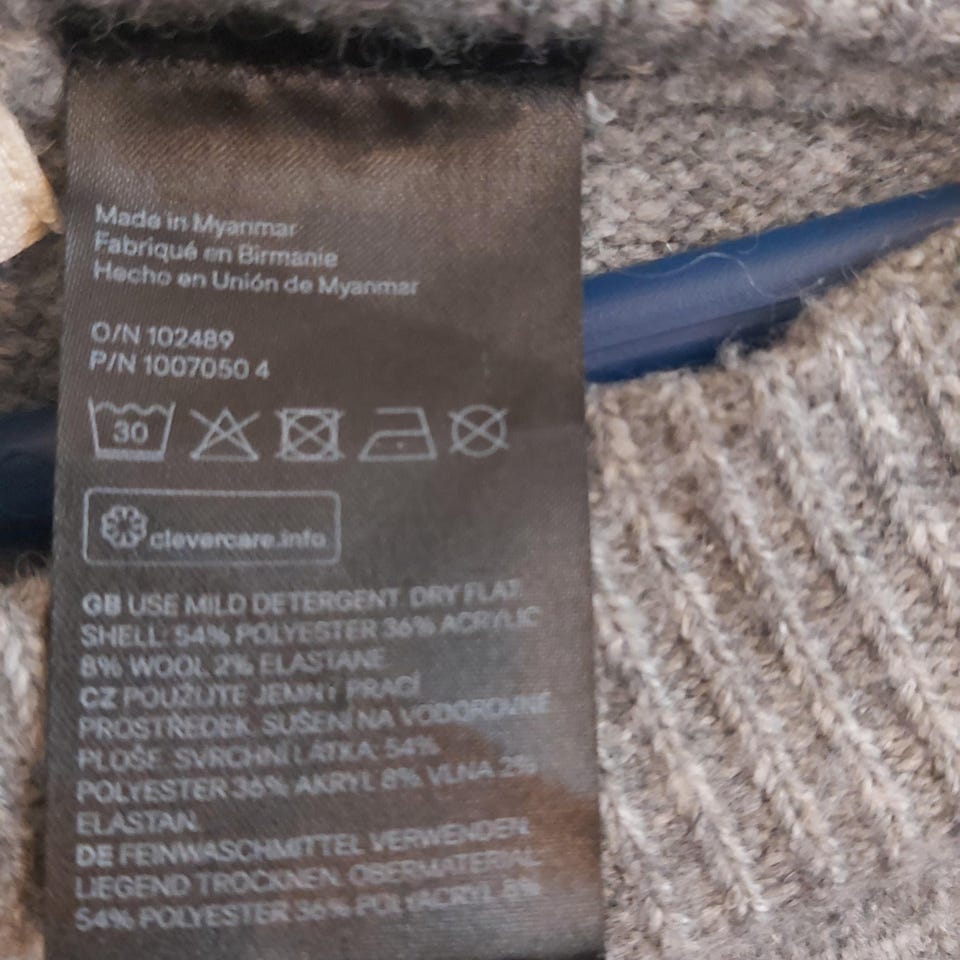 Made in Myanmar
Fabriqué en Birmanie
Hecho en Unión de Myanmar
O/N 102489
P/N 1007050 4
30
clevercare.info
GB USE MILD DETERGENT. DRY FLAT.
SHELL: 54% POLYESTER 36% ACRYLIC
8% WOOL 2% ELASTANE
CZ POUŽIJTE JEMNÝ PRACÍ
PROSTŘEDEK. SUŠENÍ NA VODOROVNÉ
PLOŠE. SVRCHNÍ LÁTKA: 54%
POLYESTER 36% AKRYL 8% VLNA 2%
ELASTAN.
DE FEINWASCHMITTEL VERWENDEN.
LIEGEND TROCKNEN. OBERMATERIAL:
54% POLYESTER 36% POLYACRYL 8%